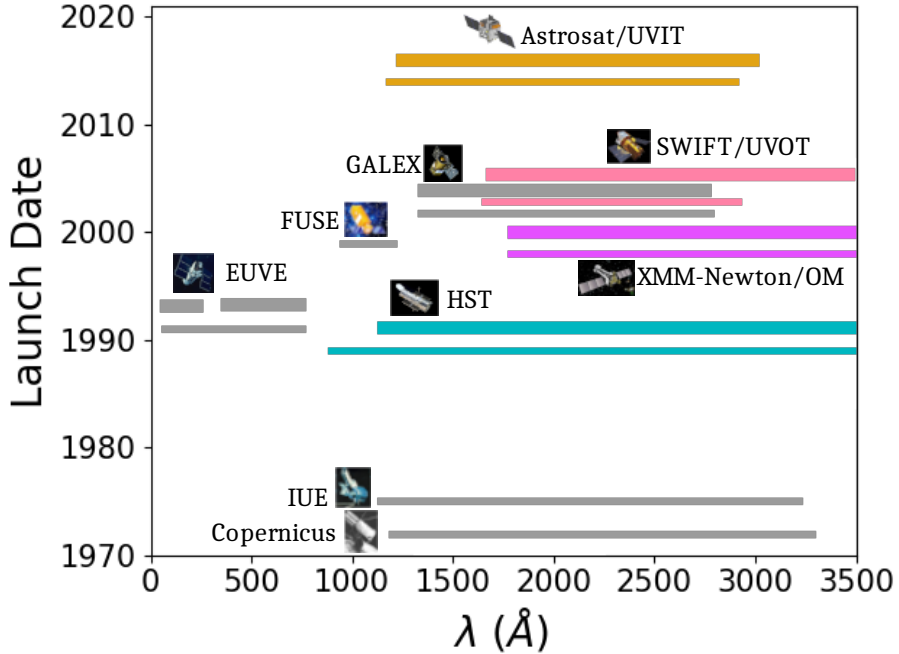 2020
Astrosat/UVIT
2010
SWIFT/UVOT
GALEX
FUSE
2000
EUVE
XMM-Newton/OM
HST
1990
1980
IUE
Copernicus
1970
Launch Date
0 500 1000 1500 2000 2500 3000 3500
λ (Å)